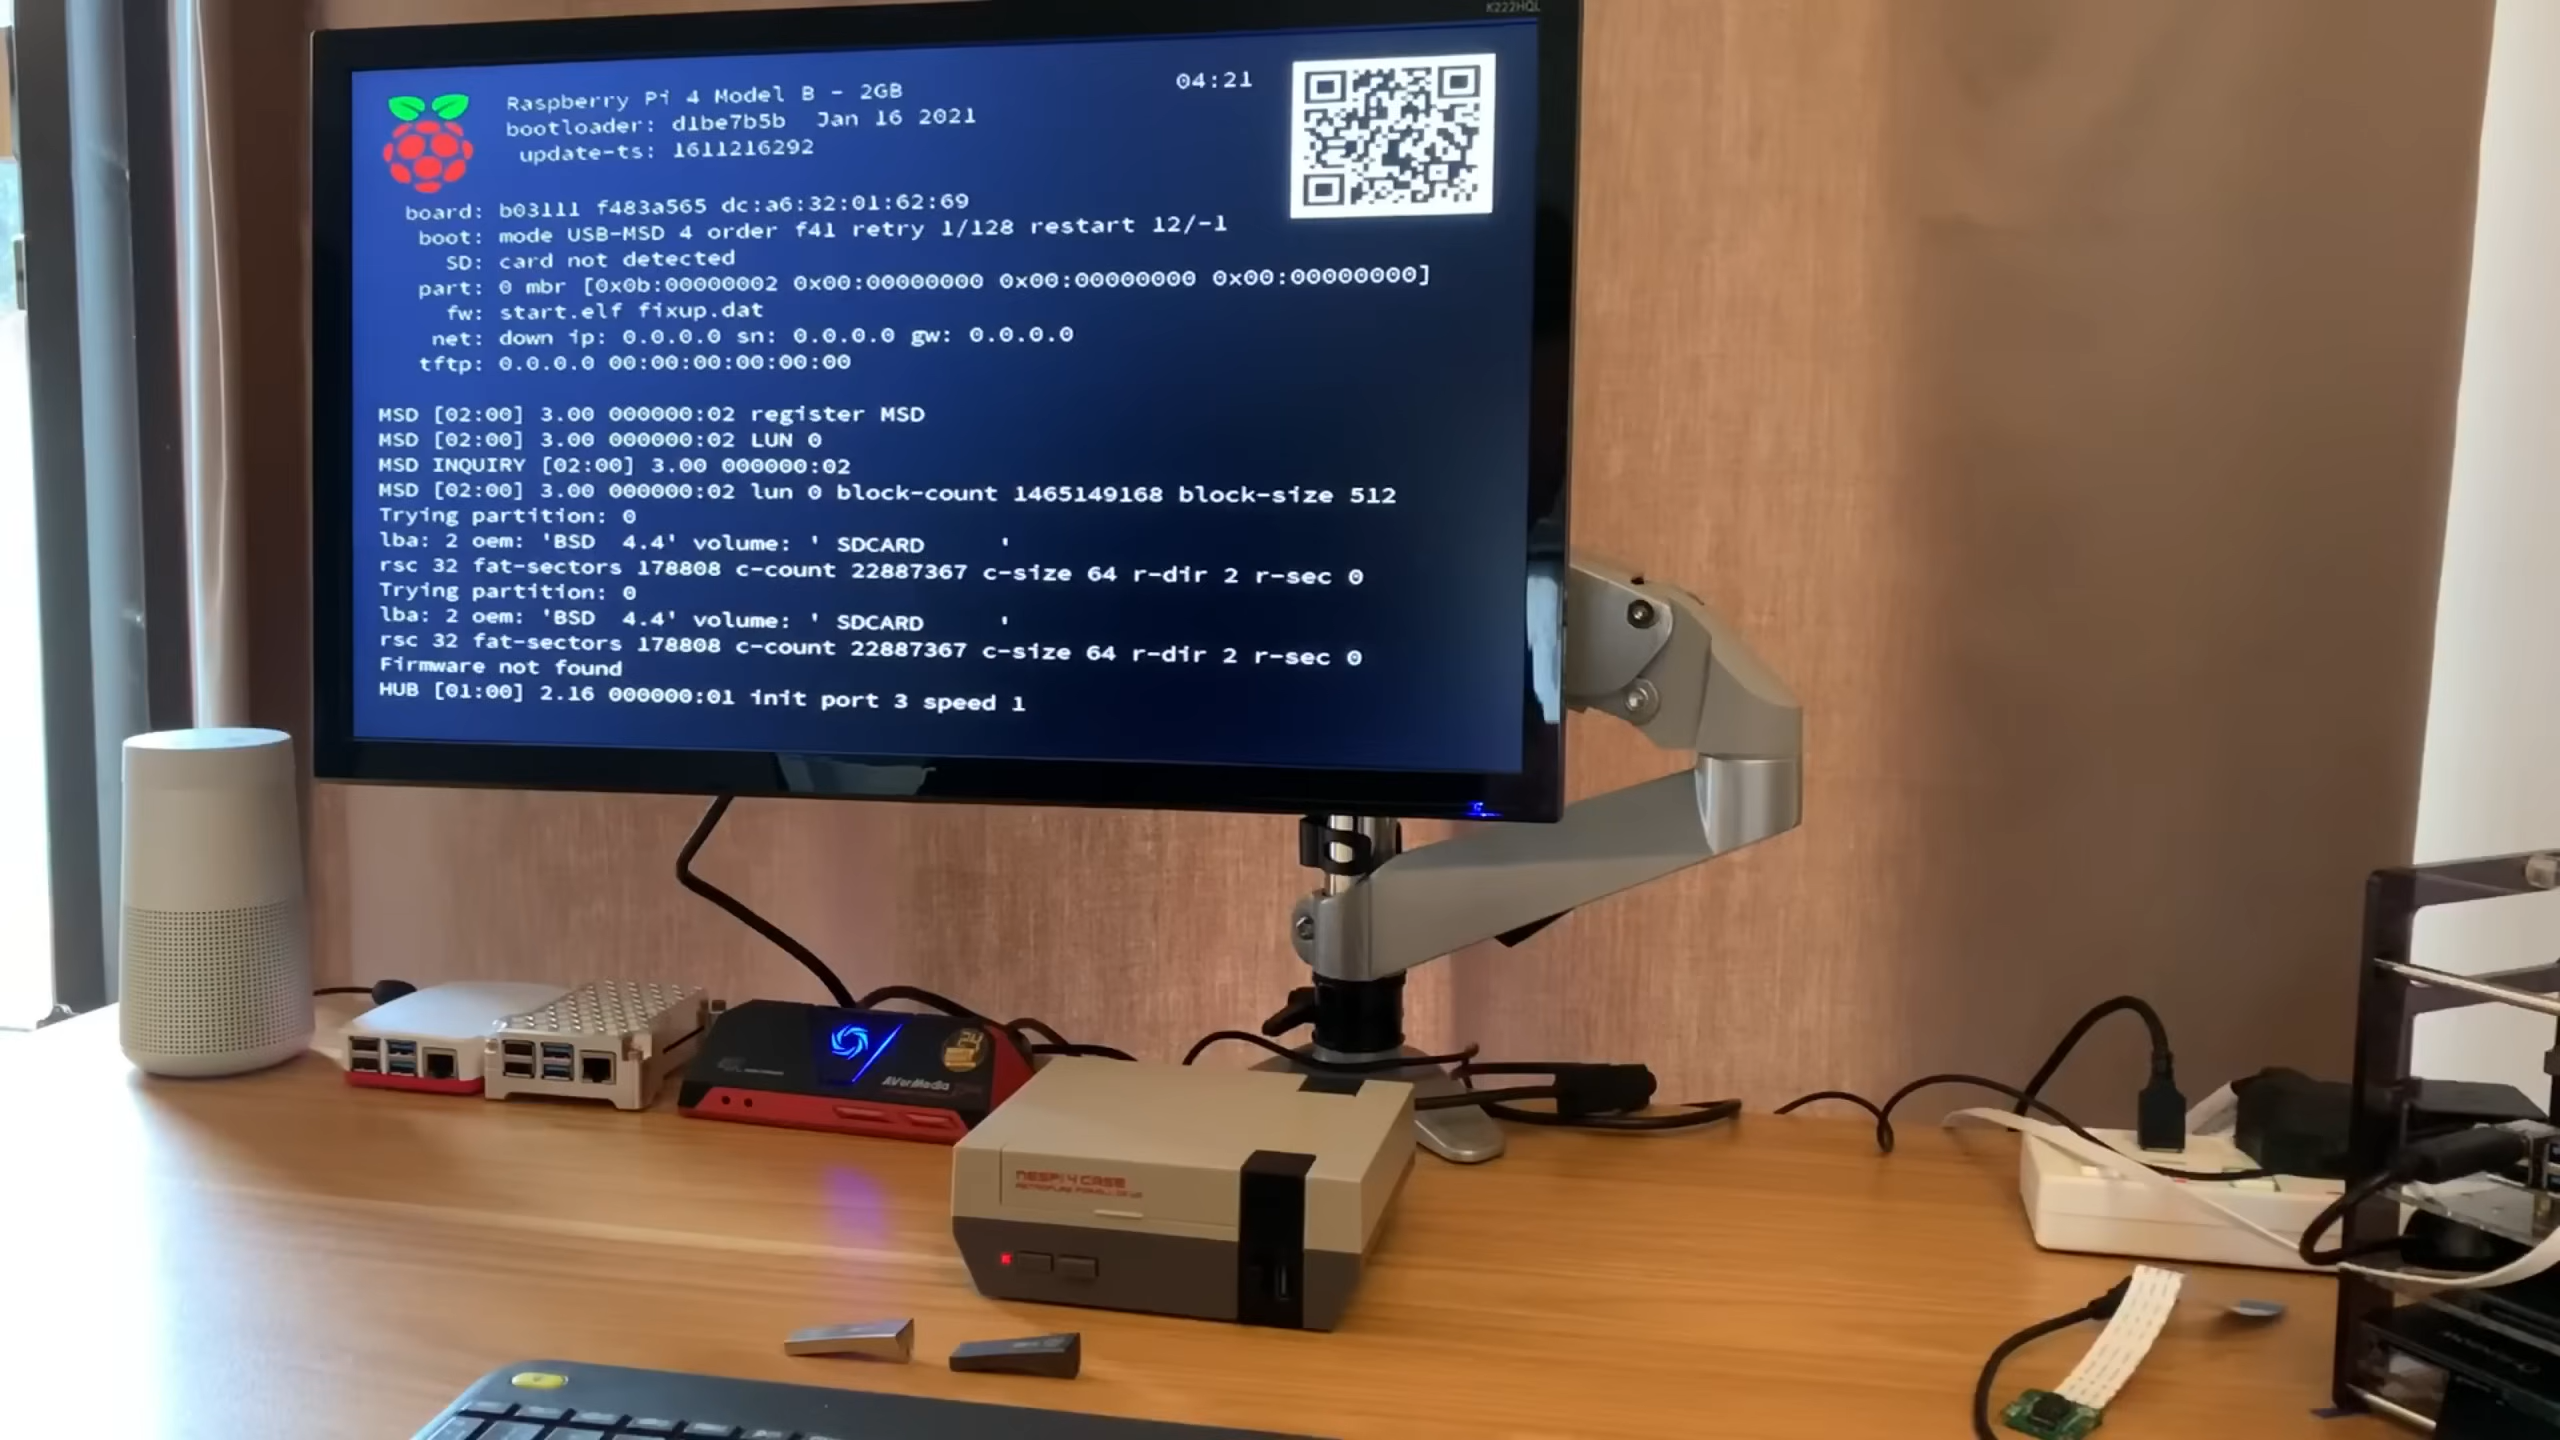 K222HQL
Raspberry Pi 4 Model B - 2GB
04:21
bootloader: d1be7b5b Jan 16 2021
update-ts: 1611216292
board: b03111 f483a565 dc:a6:32:01:62:69
boot: mode USB-MSD 4 order f41 retry 1/128 restart 12/-1
SD: card not detected
part: 0 mbr [0x0b:00000002 0x00:00000000 0x00:00000000 0x00:00000000]
fw: start.elf fixup.dat
net: down ip: 0.0.0.0 sn: 0.0.0.0 gw: 0.0.0.0
tftp: 0.0.0.0 00:00:00:00:00:00
MSD [02:00] 3.00 000000:02 register MSD
MSD [02:00] 3.00 000000:02 LUN 0
MSD INQUIRY [02:00] 3.00 000000:02
MSD [02:00] 3.00 000000:02 lun 0 block-count 1465149168 block-size 512
Trying partition: 0
lba: 2 oem: 'BSD  4.4' volume: ' SDCARD     '
rsc 32 fat-sectors 178808 c-count 22887367 c-size 64 r-dir 2 r-sec 0
Trying partition: 0
lba: 2 oem: 'BSD  4.4' volume: ' SDCARD     '
rsc 32 fat-sectors 178808 c-count 22887367 c-size 64 r-dir 2 r-sec 0
Firmware not found
HUB [01:00] 2.16 000000:01 init port 3 speed 1
AVerMedia
NESPi 4 CASE